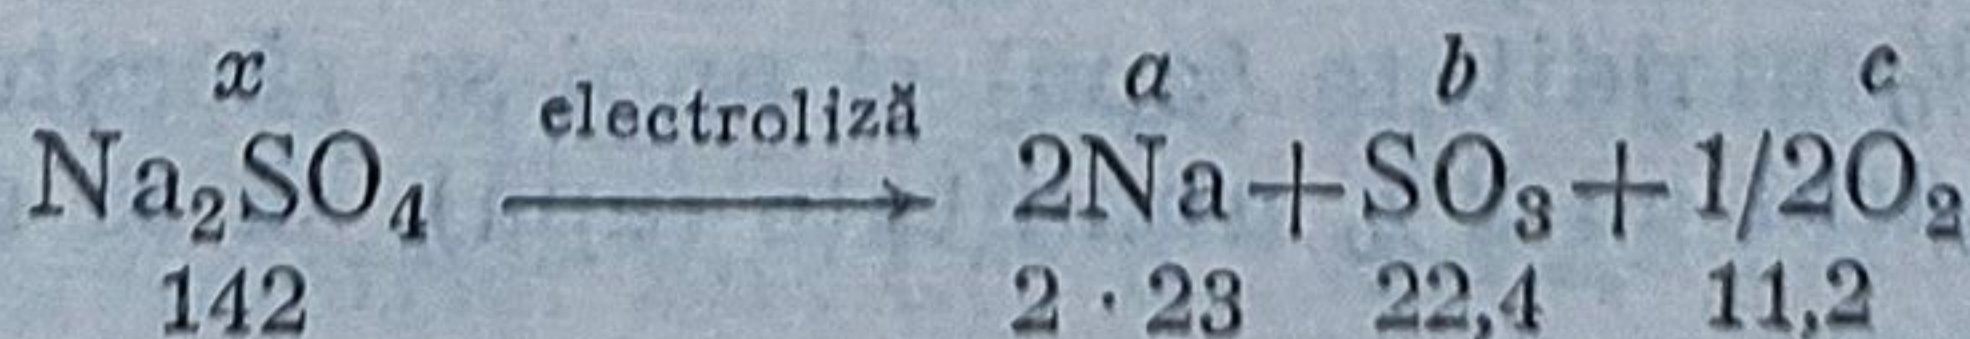 x a b c
electroliză
Na₂SO₄ → 2Na+SO₃+1/2O₂
142 2 · 23 22,4 11,2